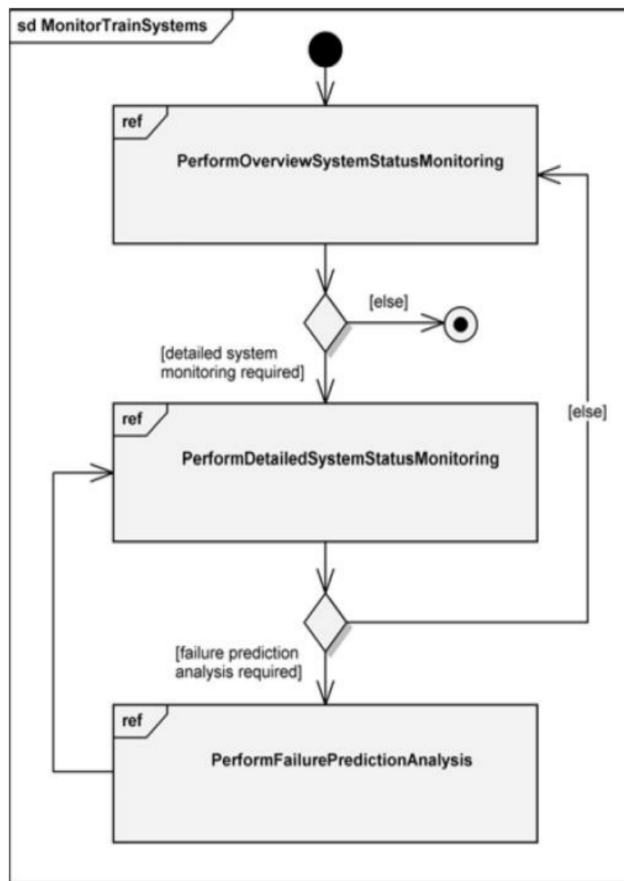 sd MonitorTrainSystems
ref
PerformOverviewSystemStatusMonitoring
[else]
[detailed system
monitoring required]
ref
[else]
PerformDetailedSystemStatusMonitoring
[failure prediction
analysis required]
ref
PerformFailurePredictionAnalysis